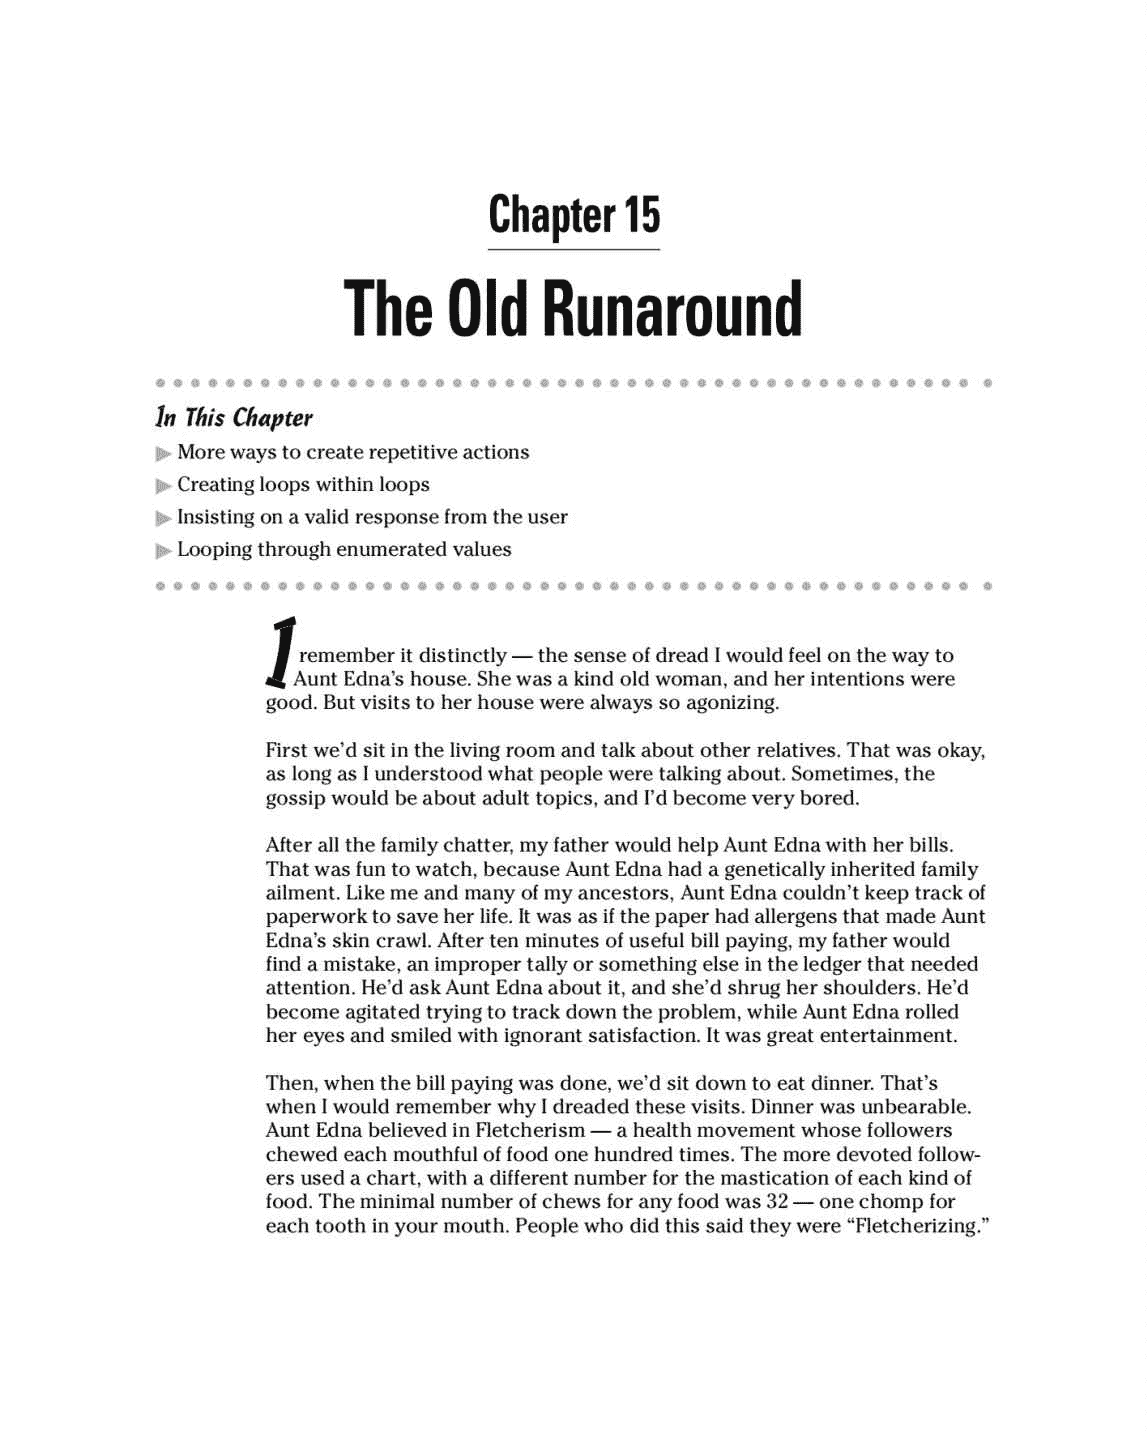 Chapter 15
The Old Runaround
In This Chapter
More ways to create repetitive actions
Creating loops within loops
Insisting on a valid response from the user
Looping through enumerated values
I remember it distinctly — the sense of dread I would feel on the way to
Aunt Edna’s house. She was a kind old woman, and her intentions were
good. But visits to her house were always so agonizing.
First we’d sit in the living room and talk about other relatives. That was okay,
as long as I understood what people were talking about. Sometimes, the
gossip would be about adult topics, and I’d become very bored.
After all the family chatter, my father would help Aunt Edna with her bills.
That was fun to watch, because Aunt Edna had a genetically inherited family
ailment. Like me and many of my ancestors, Aunt Edna couldn’t keep track of
paperwork to save her life. It was as if the paper had allergens that made Aunt
Edna’s skin crawl. After ten minutes of useful bill paying, my father would
find a mistake, an improper tally or something else in the ledger that needed
attention. He’d ask Aunt Edna about it, and she’d shrug her shoulders. He’d
become agitated trying to track down the problem, while Aunt Edna rolled
her eyes and smiled with ignorant satisfaction. It was great entertainment.
Then, when the bill paying was done, we’d sit down to eat dinner. That’s
when I would remember why I dreaded these visits. Dinner was unbearable.
Aunt Edna believed in Fletcherism — a health movement whose followers
chewed each mouthful of food one hundred times. The more devoted follow-
ers used a chart, with a different number for the mastication of each kind of
food. The minimal number of chews for any food was 32 — one chomp for
each tooth in your mouth. People who did this said they were “Fletcherizing.”